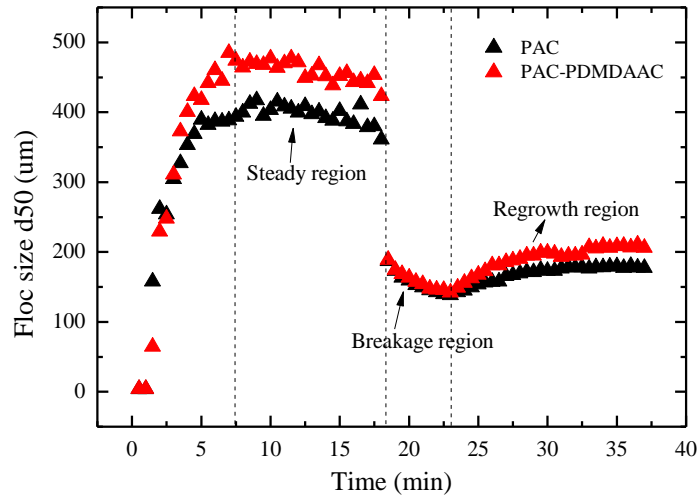 500
400
300
200
100
0
Floc size d50 (um)
PAC
PAC-PDMDAAC
Steady region
Regrowth region
Breakage region
0 5 10 15 20 25 30 35 40
Time (min)